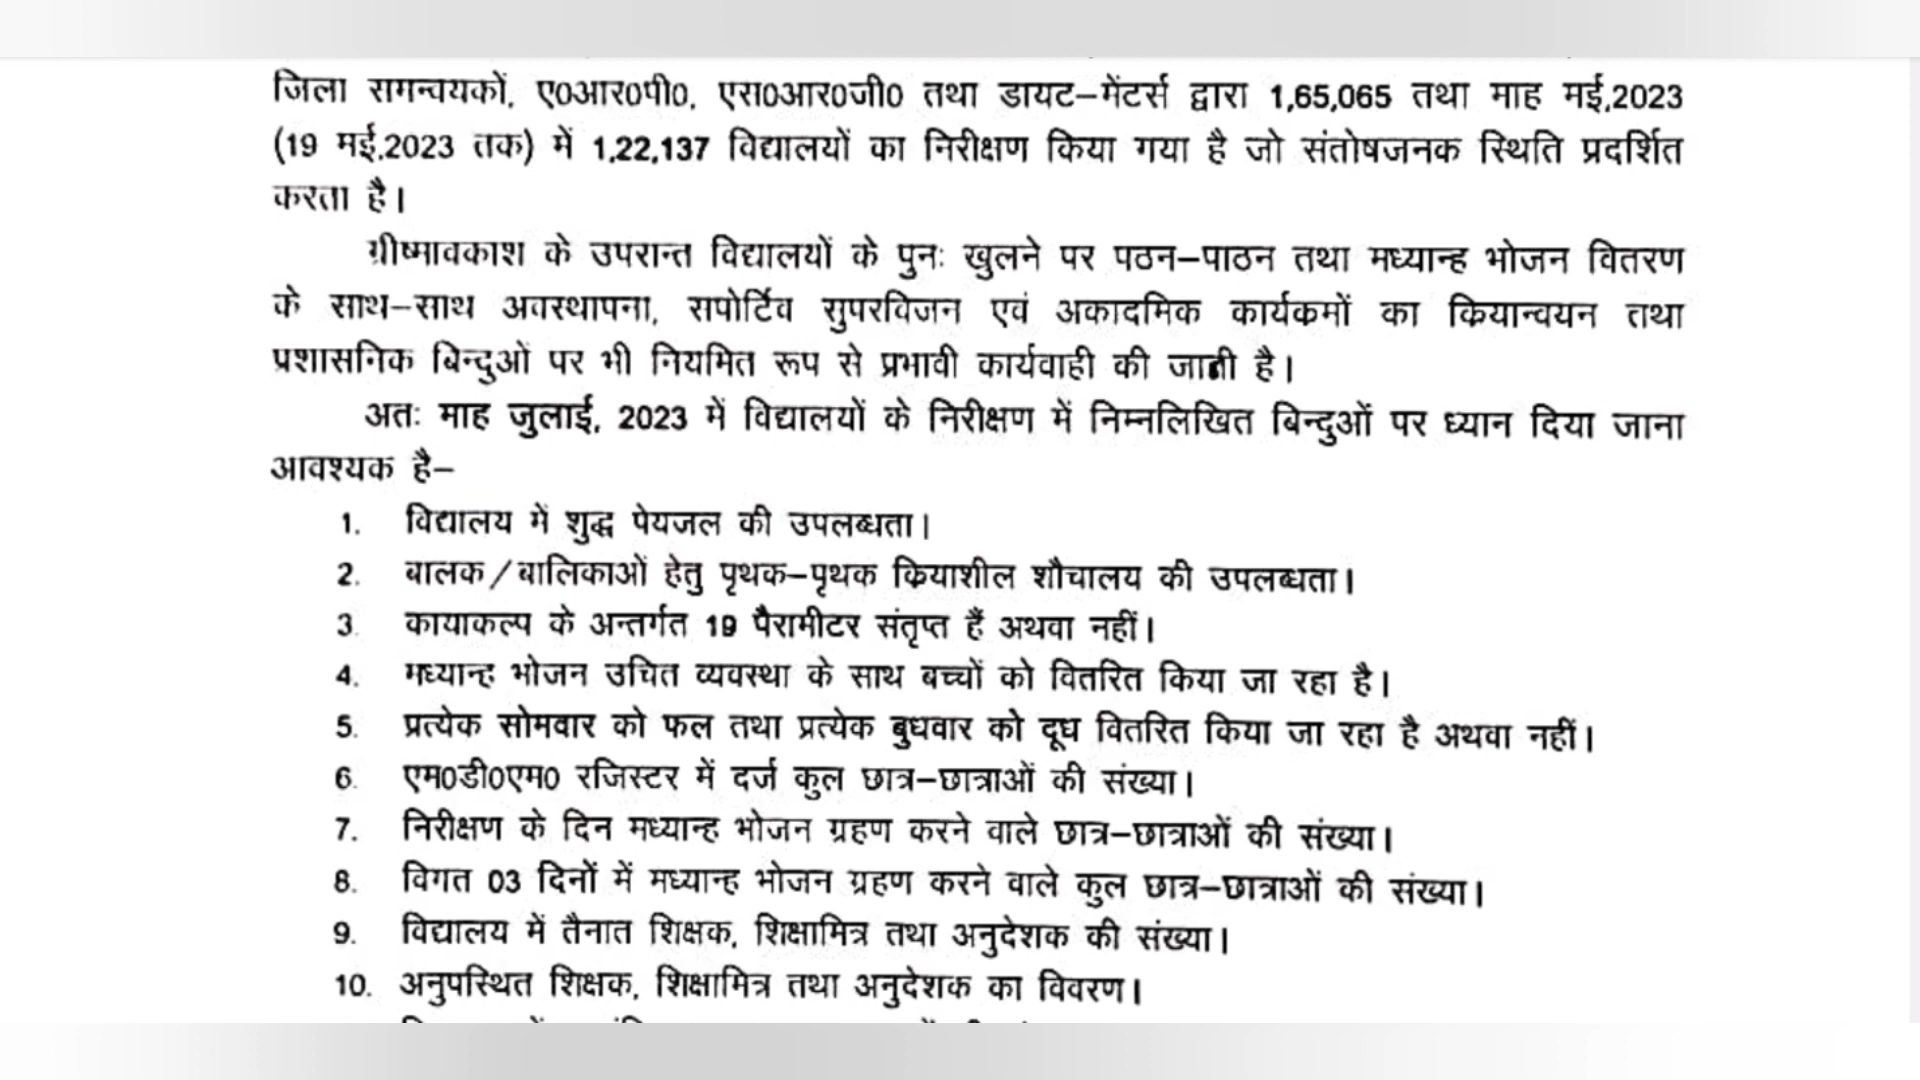 जिला समन्वयकों, ए0आर0पी0, एस0आर0जी0 तथा डायट–मेंटर्स द्वारा 1,65,065 तथा माह मई,2023
(19 मई,2023 तक) में 1,22,137 विद्यालयों का निरीक्षण किया गया है जो संतोषजनक स्थिति प्रदर्शित
करता है।
ग्रीष्मावकाश के उपरान्त विद्यालयों के पुनः खुलने पर पठन–पाठन तथा मध्यान्ह भोजन वितरण
के साथ–साथ अवस्थापना, सपोर्टिव सुपरविजन एवं अकादमिक कार्यकमों का कियान्वयन तथा
प्रशासनिक बिन्दुओं पर भी नियमित रूप से प्रभावी कार्यवाही की जाती है।
अतः माह जुलाई, 2023 में विद्यालयों के निरीक्षण में निम्नलिखित बिन्दुओं पर ध्यान दिया जाना
आवश्यक है–
1. विद्यालय में शुद्ध पेयजल की उपलब्धता।
2. बालक/बालिकाओं हेतु पृथक–पृथक कियाशील शौचालय की उपलब्धता।
3. कायाकल्प के अन्तर्गत 19 पैरामीटर संतृप्त हैं अथवा नहीं।
4. मध्यान्ह भोजन उचित व्यवस्था के साथ बच्चों को वितरित किया जा रहा है।
5. प्रत्येक सोमवार को फल तथा प्रत्येक बुधवार को दूध वितरित किया जा रहा है अथवा नहीं।
6. एम0डी0एम0 रजिस्टर में दर्ज कुल छात्र–छात्राओं की संख्या।
7. निरीक्षण के दिन मध्यान्ह भोजन ग्रहण करने वाले छात्र–छात्राओं की संख्या।
8. विगत 03 दिनों में मध्यान्ह भोजन ग्रहण करने वाले कुल छात्र–छात्राओं की संख्या।
9. विद्यालय में तैनात शिक्षक, शिक्षामित्र तथा अनुदेशक की संख्या।
10. अनुपस्थित शिक्षक, शिक्षामित्र तथा अनुदेशक का विवरण।